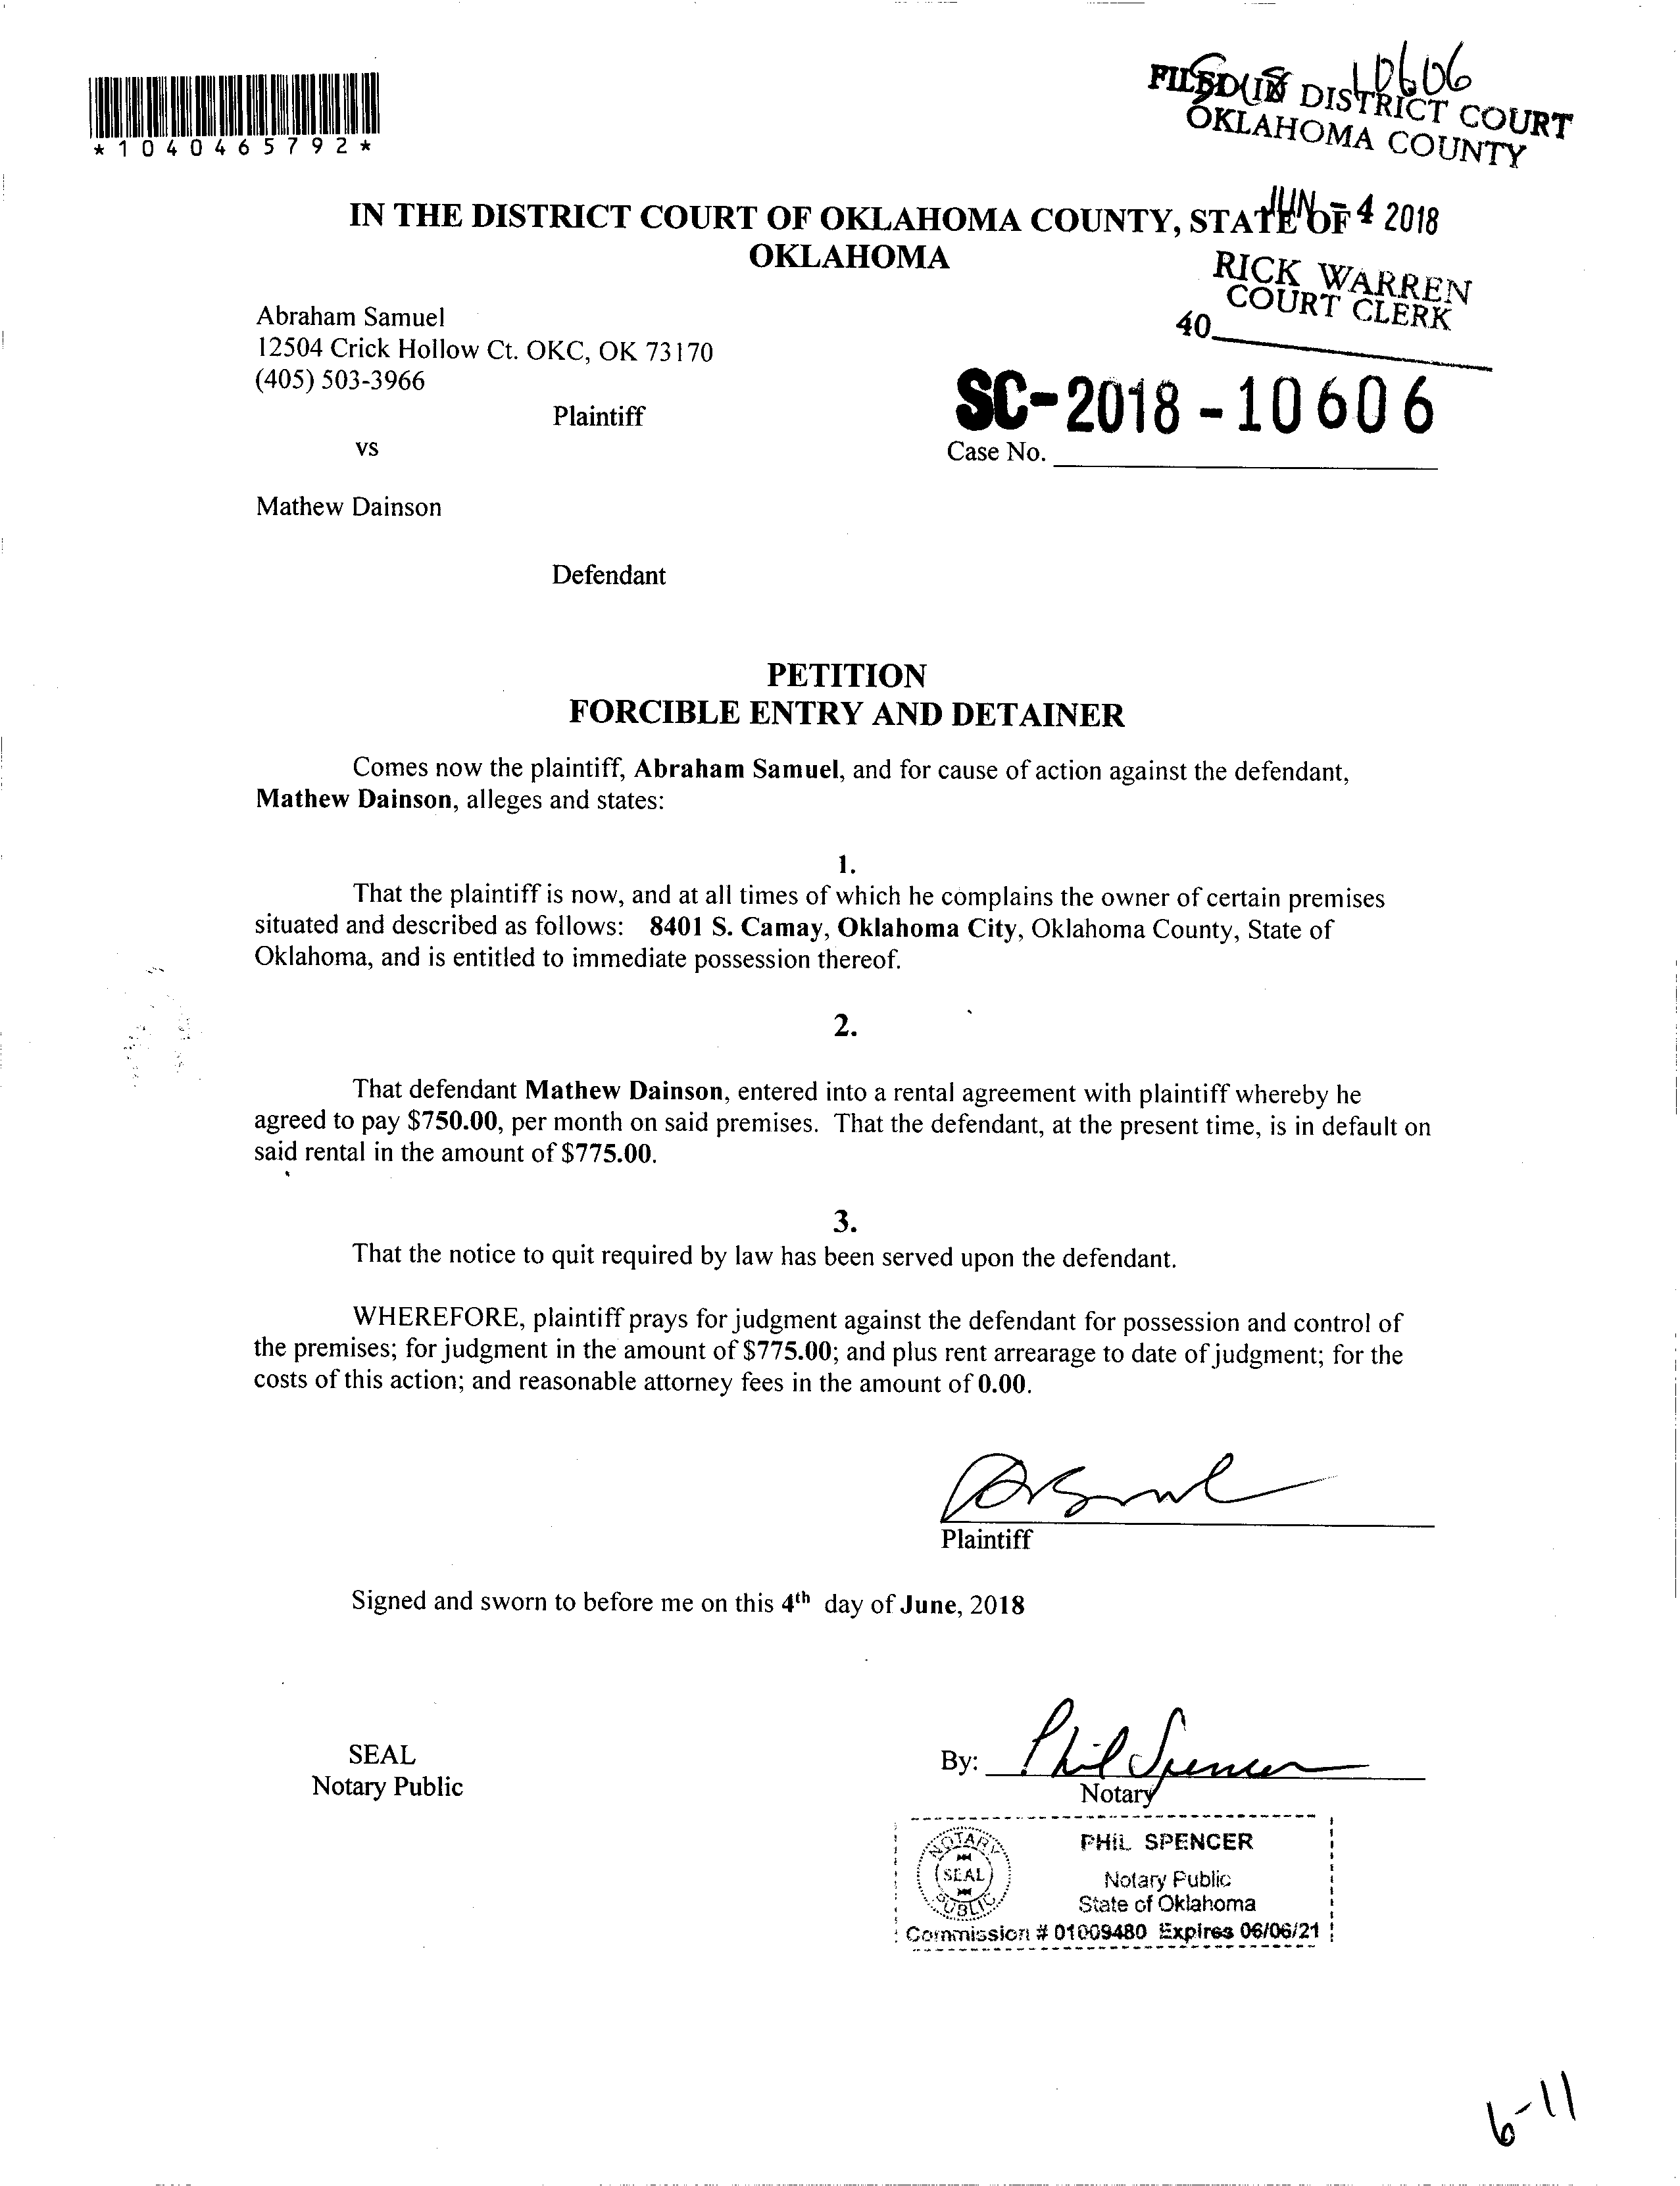 *1040465792*
10606
FILED IN DISTRICT COURT
OKLAHOMA COUNTY
JUN - 4 2018
RICK WARREN
COURT CLERK
40
IN THE DISTRICT COURT OF OKLAHOMA COUNTY, STATE OF
OKLAHOMA
Abraham Samuel
12504 Crick Hollow Ct. OKC, OK 73170
(405) 503-3966
Plaintiff
vs
SC-2018-10606
Case No.
Mathew Dainson
Defendant
PETITION
FORCIBLE ENTRY AND DETAINER
Comes now the plaintiff, Abraham Samuel, and for cause of action against the defendant,
Mathew Dainson, alleges and states:
1.
That the plaintiff is now, and at all times of which he complains the owner of certain premises
situated and described as follows: 8401 S. Camay, Oklahoma City, Oklahoma County, State of
Oklahoma, and is entitled to immediate possession thereof.
2.
That defendant Mathew Dainson, entered into a rental agreement with plaintiff whereby he
agreed to pay $750.00, per month on said premises. That the defendant, at the present time, is in default on
said rental in the amount of $775.00.
3.
That the notice to quit required by law has been served upon the defendant.
WHEREFORE, plaintiff prays for judgment against the defendant for possession and control of
the premises; for judgment in the amount of $775.00; and plus rent arrearage to date of judgment; for the
costs of this action; and reasonable attorney fees in the amount of 0.00.
Plaintiff
Signed and sworn to before me on this 4th day of June, 2018
SEAL
Notary Public
By: Phil Spencer
Notary
NOTARY
SEAL
PUBLIC
PHIL SPENCER
Notary Public
State of Oklahoma
Commission # 01009480 Expires 06/06/21
6-11